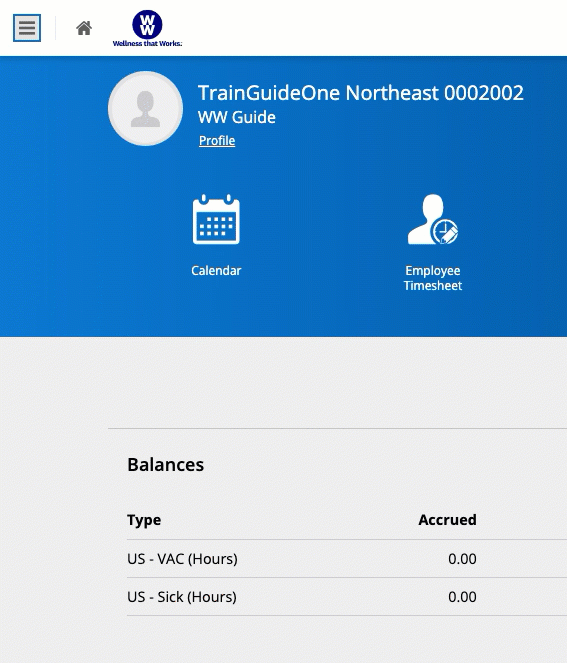 WW
Wellness that Works.
TrainGuideOne Northeast 0002002
WW Guide
Profile
Calendar
Employee
Timesheet
Balances
Type Accrued
US - VAC (Hours) 0.00
US - Sick (Hours) 0.00